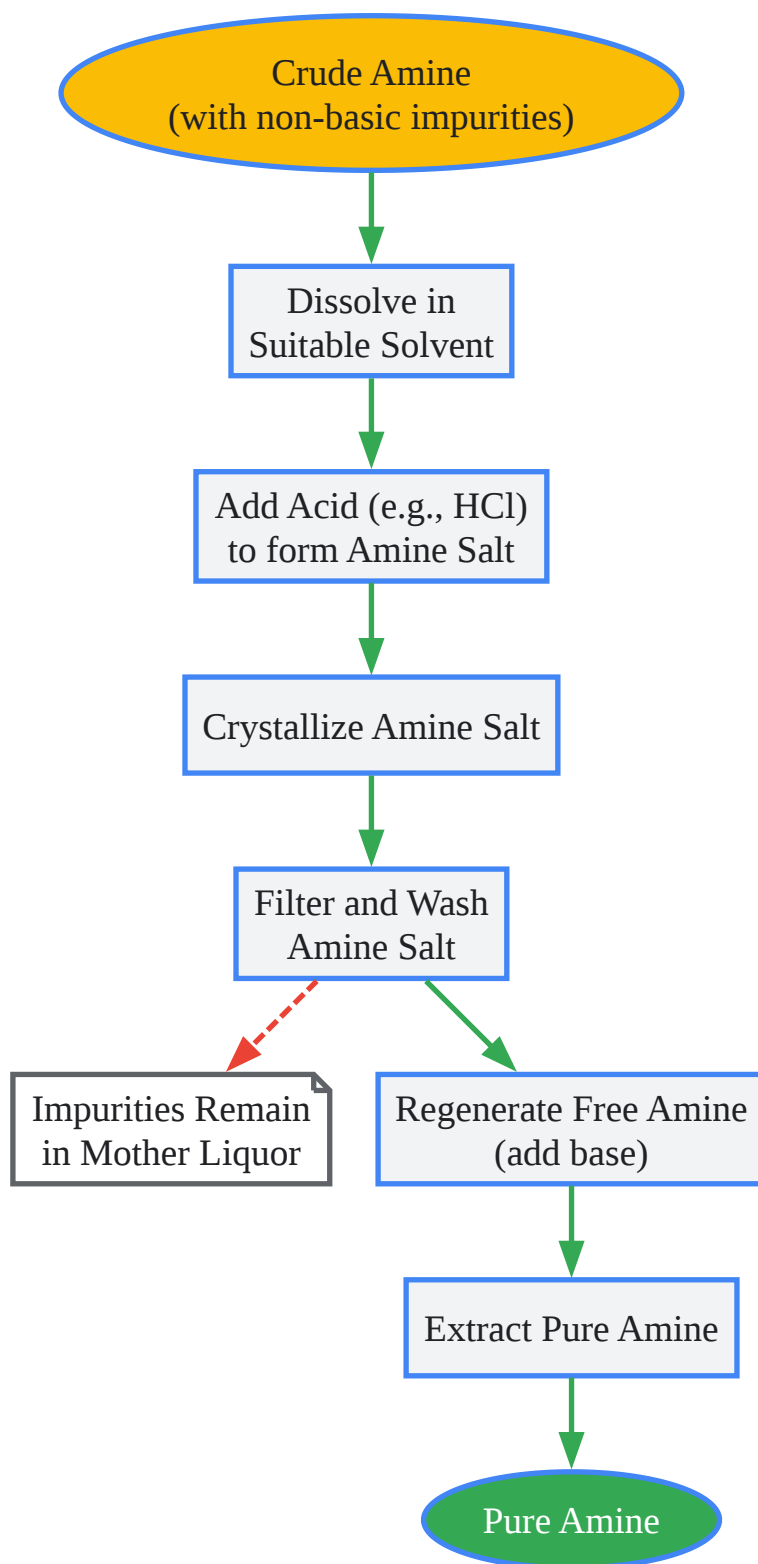 Crude Amine
(with non-basic impurities)
Dissolve in
Suitable Solvent
Add Acid (e.g., HCl)
to form Amine Salt
Crystallize Amine Salt
Filter and Wash
Amine Salt
Impurities Remain
in Mother Liquor
Regenerate Free Amine
(add base)
Extract Pure Amine
Pure Amine